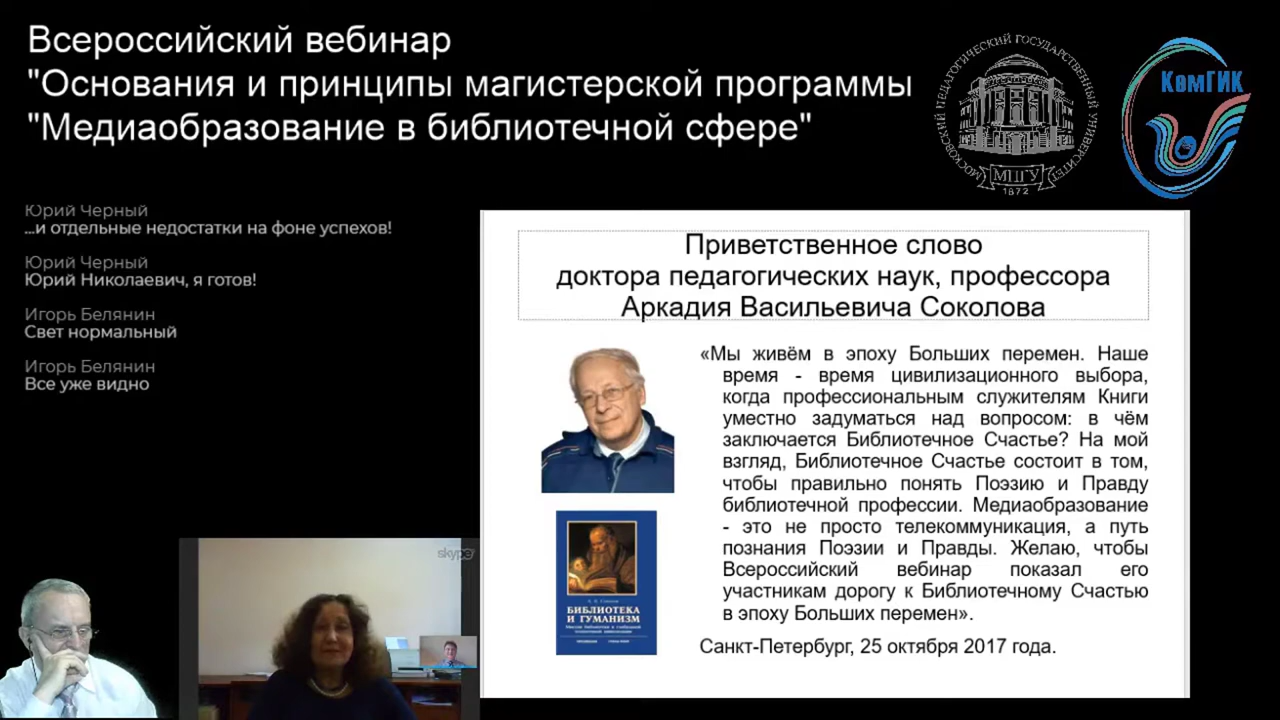 Всероссийский вебинар
"Основания и принципы магистерской программы
"Медиаобразование в библиотечной сфере"
МОСКОВСКИЙ ПЕДАГОГИЧЕСКИЙ ГОСУДАРСТВЕННЫЙ УНИВЕРСИТЕТ
МПГУ
1872
КемГИК
Юрий Черный
...и отдельные недостатки на фоне успехов!
Юрий Черный
Юрий Николаевич, я готов!
Игорь Белянин
Свет нормальный
Игорь Белянин
Все уже видно
Приветственное слово
доктора педагогических наук, профессора
Аркадия Васильевича Соколова
«Мы живём в эпоху Больших перемен. Наше
время - время цивилизационного выбора,
когда профессиональным служителям Книги
уместно задуматься над вопросом: в чём
заключается Библиотечное Счастье? На мой
взгляд, Библиотечное Счастье состоит в том,
чтобы правильно понять Поэзию и Правду
библиотечной профессии. Медиаобразование
- это не просто телекоммуникация, а путь
познания Поэзии и Правды. Желаю, чтобы
Всероссийский вебинар показал его
участникам дорогу к Библиотечному Счастью
в эпоху Больших перемен».
Санкт-Петербург, 25 октября 2017 года.
БИБЛИОТЕКА
И ГУМАНИЗМ
skype